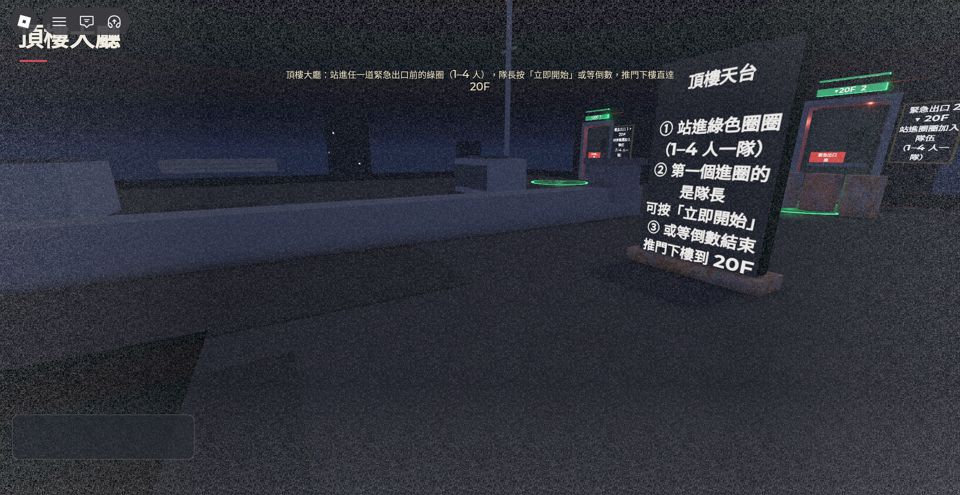 頂樓大廳
頂樓大廳：站進任一道緊急出口前的綠圈（1–4 人），隊長按「立即開始」或等倒數，推門下樓直達
20F
頂樓天台
① 站進綠色圈圈
（1–4 人一隊）
② 第一個進圈的
是隊長
可按「立即開始」
③ 或等倒數結束
推門下樓到 20F
▼20F 2
緊急出口
緊急出口 2
▼ 20F
站進圈圈加入
隊伍
（1–4 人一
隊）